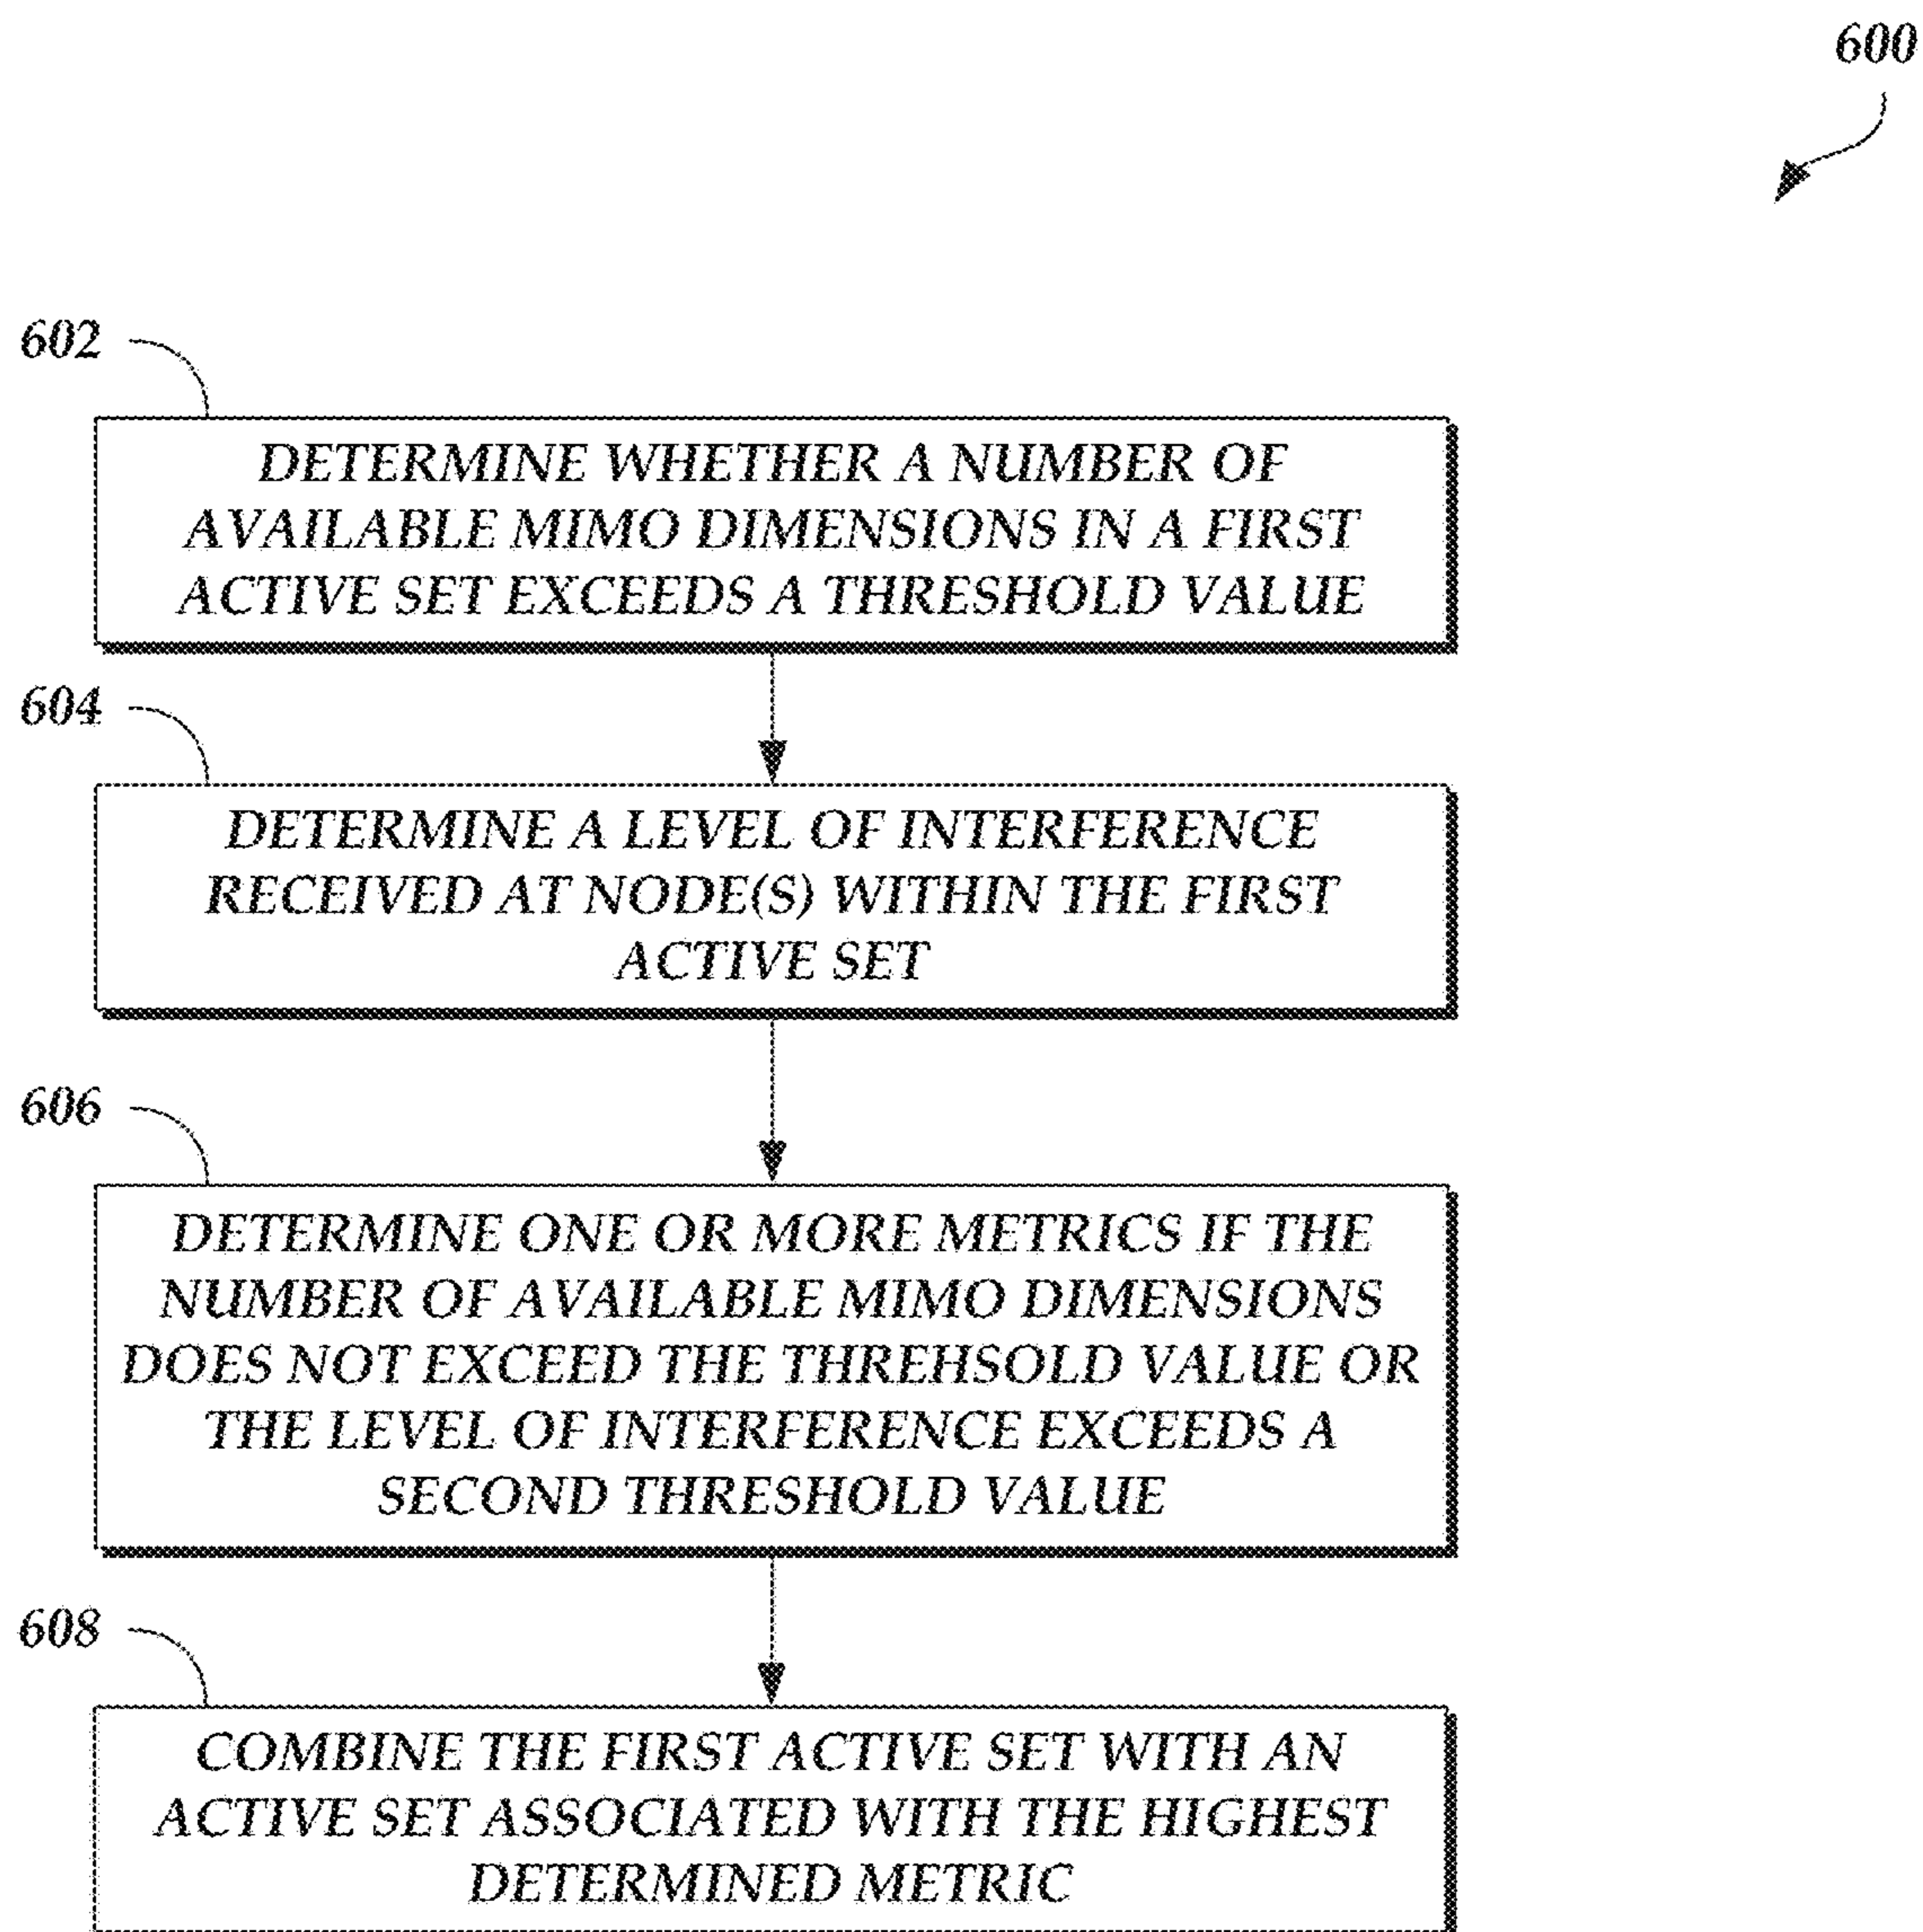 600
602
DETERMINE WHETHER A NUMBER OF
AVAILABLE MIMO DIMENSIONS IN A FIRST
ACTIVE SET EXCEEDS A THRESHOLD VALUE
604
DETERMINE A LEVEL OF INTERFERENCE
RECEIVED AT NODE(S) WITHIN THE FIRST
ACTIVE SET
606
DETERMINE ONE OR MORE METRICS IF THE
NUMBER OF AVAILABLE MIMO DIMENSIONS
DOES NOT EXCEED THE THREHSOLD VALUE OR
THE LEVEL OF INTERFERENCE EXCEEDS A
SECOND THRESHOLD VALUE
608
COMBINE THE FIRST ACTIVE SET WITH AN
ACTIVE SET ASSOCIATED WITH THE HIGHEST
DETERMINED METRIC